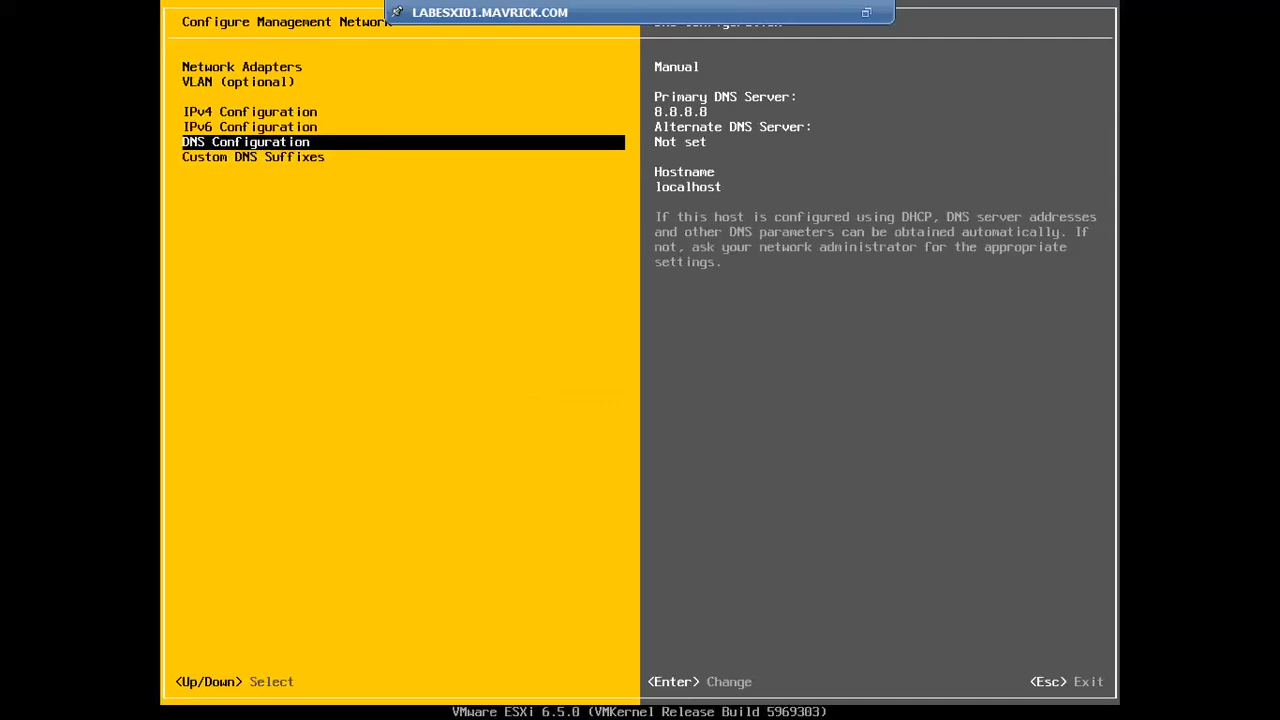 LABESXI01.MAVRICK.COM
Configure Management Network
Network Adapters
VLAN (optional)
IPv4 Configuration
IPv6 Configuration
DNS Configuration
Custom DNS Suffixes
Manual
Primary DNS Server:
8.8.8.8
Alternate DNS Server:
Not set
Hostname
localhost
If this host is configured using DHCP, DNS server addresses
and other DNS parameters can be obtained automatically. If
not, ask your network administrator for the appropriate
settings.
<Up/Down> Select
<Enter> Change
<Esc> Exit
VMware ESXi 6.5.0 (VMKernel Release Build 5969303)